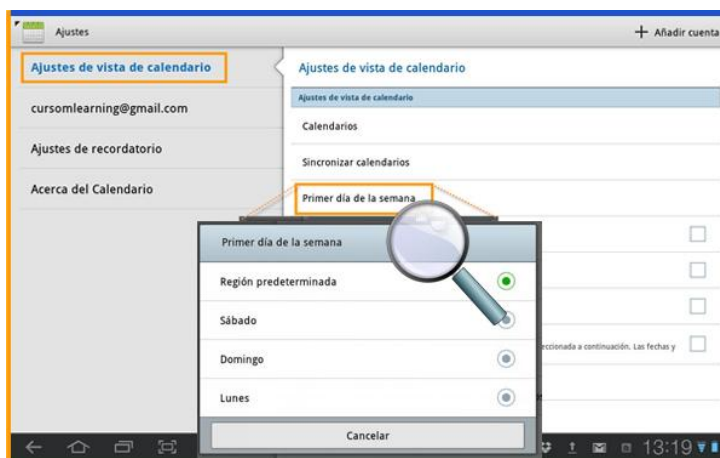 Ajustes
Añadir cuenta
Ajustes de vista de calendario
cursomlearning@gmail.com
Ajustes de recordatorio
Acerca del Calendario
Ajustes de vista de calendario
Ajustes de vista de calendario
Calendarios
Sincronizar calendarios
Primer día de la semana
Primer día de la semana
Región predeterminada
Sábado
Domingo
Lunes
Cancelar
a continuación. Las fechas y
13:19